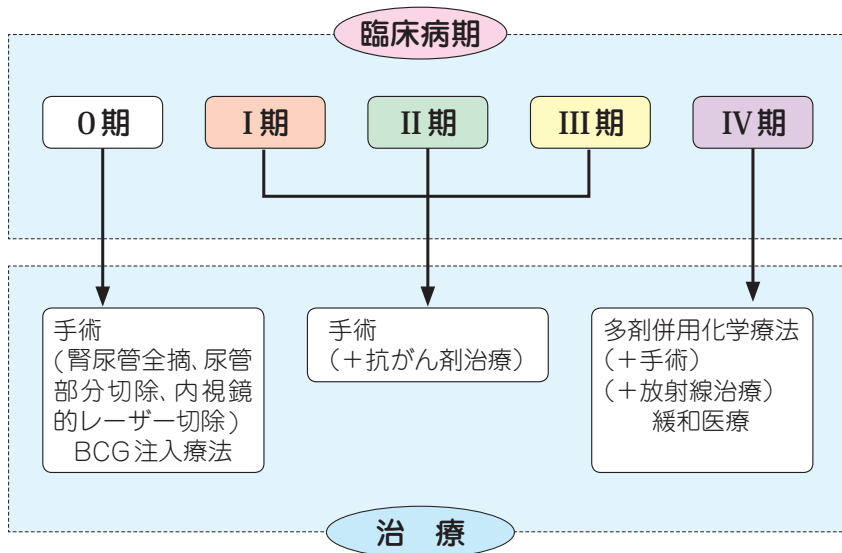 臨床病期
0期
I期
II期
III期
IV期
手術
(腎尿管全摘、尿管
部分切除、内視鏡
的レーザー切除)
BCG注入療法
手術
(＋抗がん剤治療)
多剤併用化学療法
(＋手術)
(＋放射線治療)
緩和医療
治　療